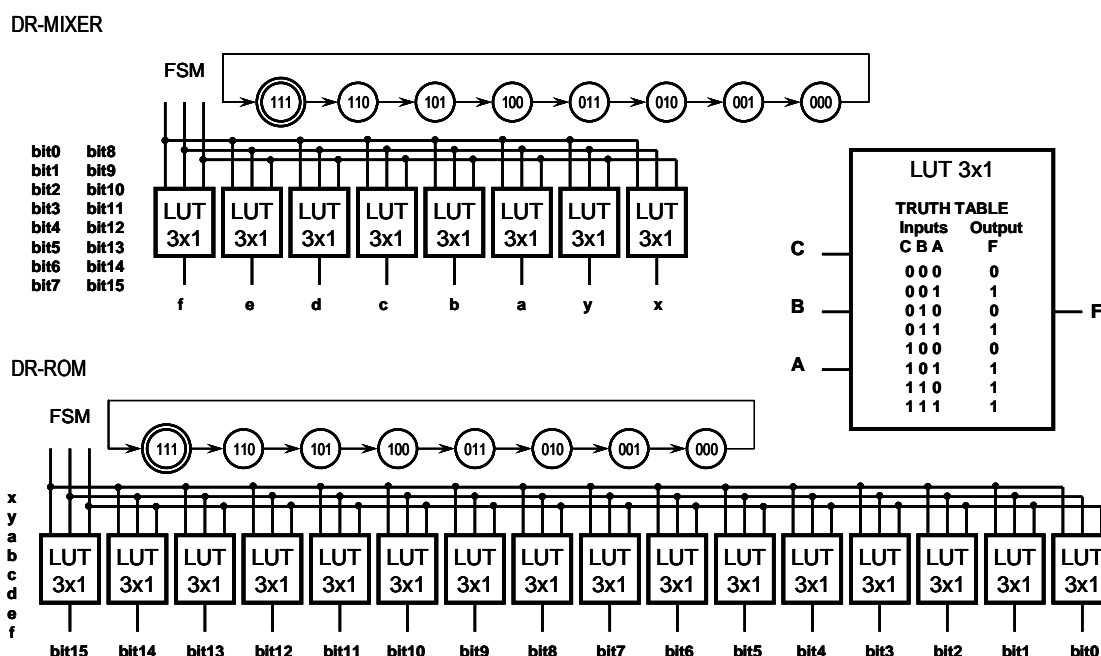 DR-MIXER
FSM
111 110 101 100 011 010 001 000
bit0 bit8
bit1 bit9
bit2 bit10
bit3 bit11
bit4 bit12
bit5 bit13
bit6 bit14
bit7 bit15
LUT LUT LUT LUT LUT LUT LUT LUT
3x1 3x1 3x1 3x1 3x1 3x1 3x1 3x1
f e d c b a y x
LUT 3x1
TRUTH TABLE
Inputs Output
C B A F
0 0 0 0
0 0 1 1
0 1 0 0
0 1 1 1
1 0 0 0
1 0 1 1
1 1 0 1
1 1 1 1
C
B
A
F
DR-ROM
FSM
111 110 101 100 011 010 001 000
x
y
a
b
c
d
e
f
LUT LUT LUT LUT LUT LUT LUT LUT LUT LUT LUT LUT LUT LUT LUT LUT
3x1 3x1 3x1 3x1 3x1 3x1 3x1 3x1 3x1 3x1 3x1 3x1 3x1 3x1 3x1 3x1
bit15 bit14 bit13 bit12 bit11 bit10 bit9 bit8 bit7 bit6 bit5 bit4 bit3 bit2 bit1 bit0